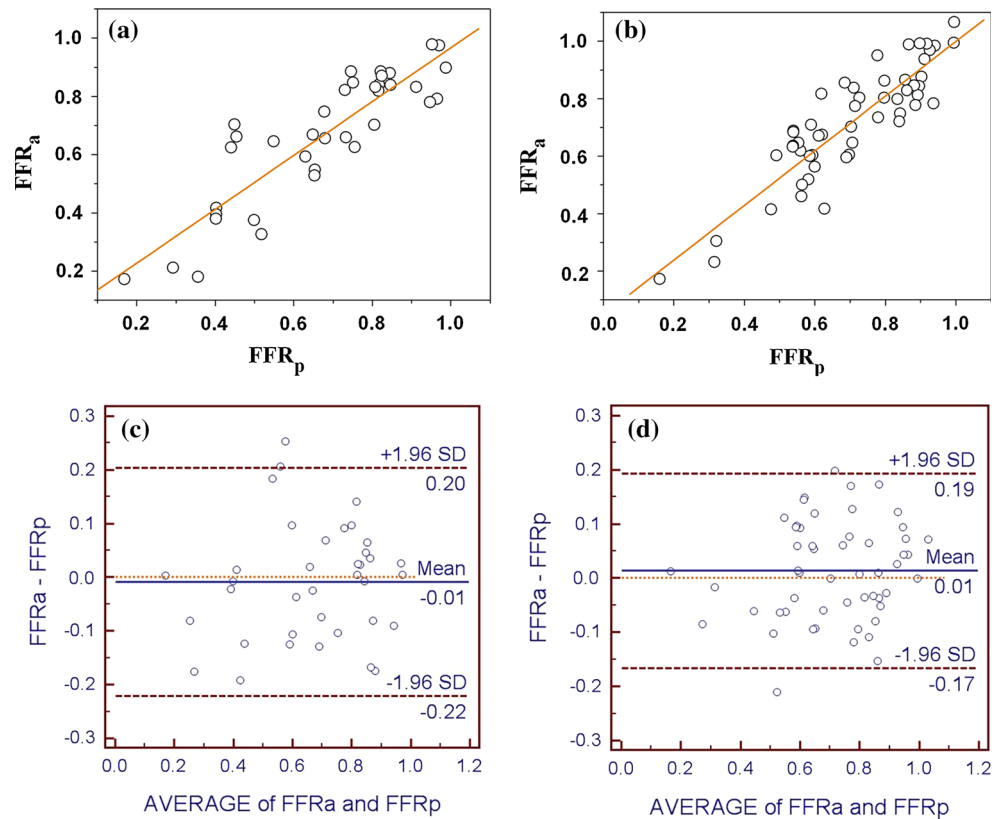 (a)
1.0
0.8
0.6
0.4
0.2
FFRa
0.2 0.4 0.6 0.8 1.0
FFRp
(b)
1.0
0.8
0.6
0.4
0.2
FFRa
0.0 0.2 0.4 0.6 0.8 1.0
FFRp
(c)
0.3
0.2
0.1
0.0
-0.1
-0.2
-0.3
FFRa - FFRp
+1.96 SD
0.20
Mean
-0.01
-1.96 SD
-0.22
0.0 0.2 0.4 0.6 0.8 1.0 1.2
AVERAGE of FFRa and FFRp
(d)
0.3
0.2
0.1
0.0
-0.1
-0.2
-0.3
FFRa - FFRp
+1.96 SD
0.19
Mean
0.01
-1.96 SD
-0.17
0.0 0.2 0.4 0.6 0.8 1.0 1.2
AVERAGE of FFRa and FFRp